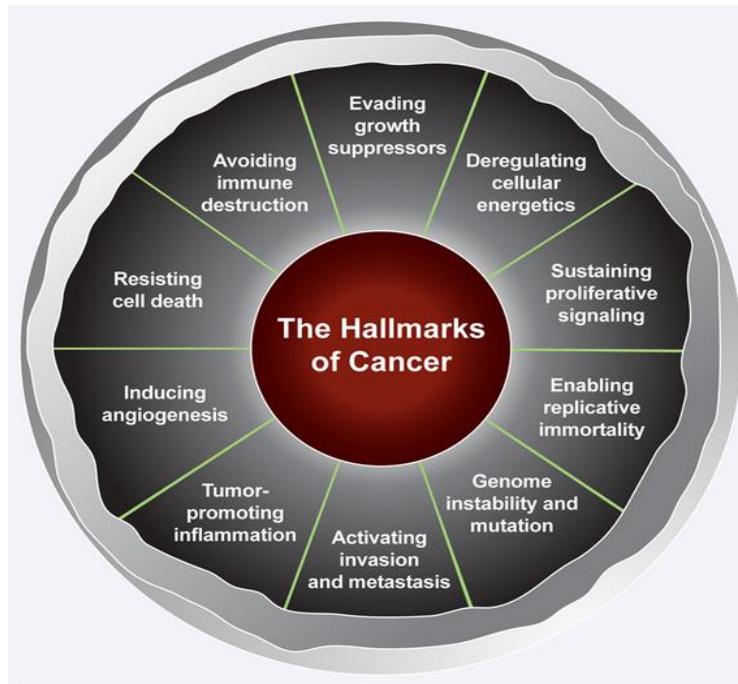 The Hallmarks
of Cancer
Evading
growth
suppressors
Deregulating
cellular
energetics
Sustaining
proliferative
signaling
Enabling
replicative
immortality
Genome
instability and
mutation
Activating
invasion
and metastasis
Tumor-
promoting
inflammation
Inducing
angiogenesis
Resisting
cell death
Avoiding
immune
destruction